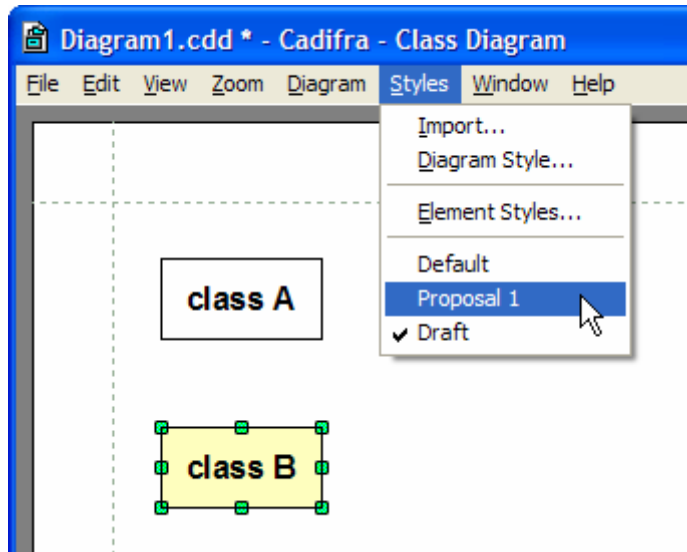 Diagram1.cdd * - Cadifra - Class Diagram
File Edit View Zoom Diagram Styles Window Help
Import...
Diagram Style...
Element Styles...
Default
Proposal 1
Draft
class A
class B